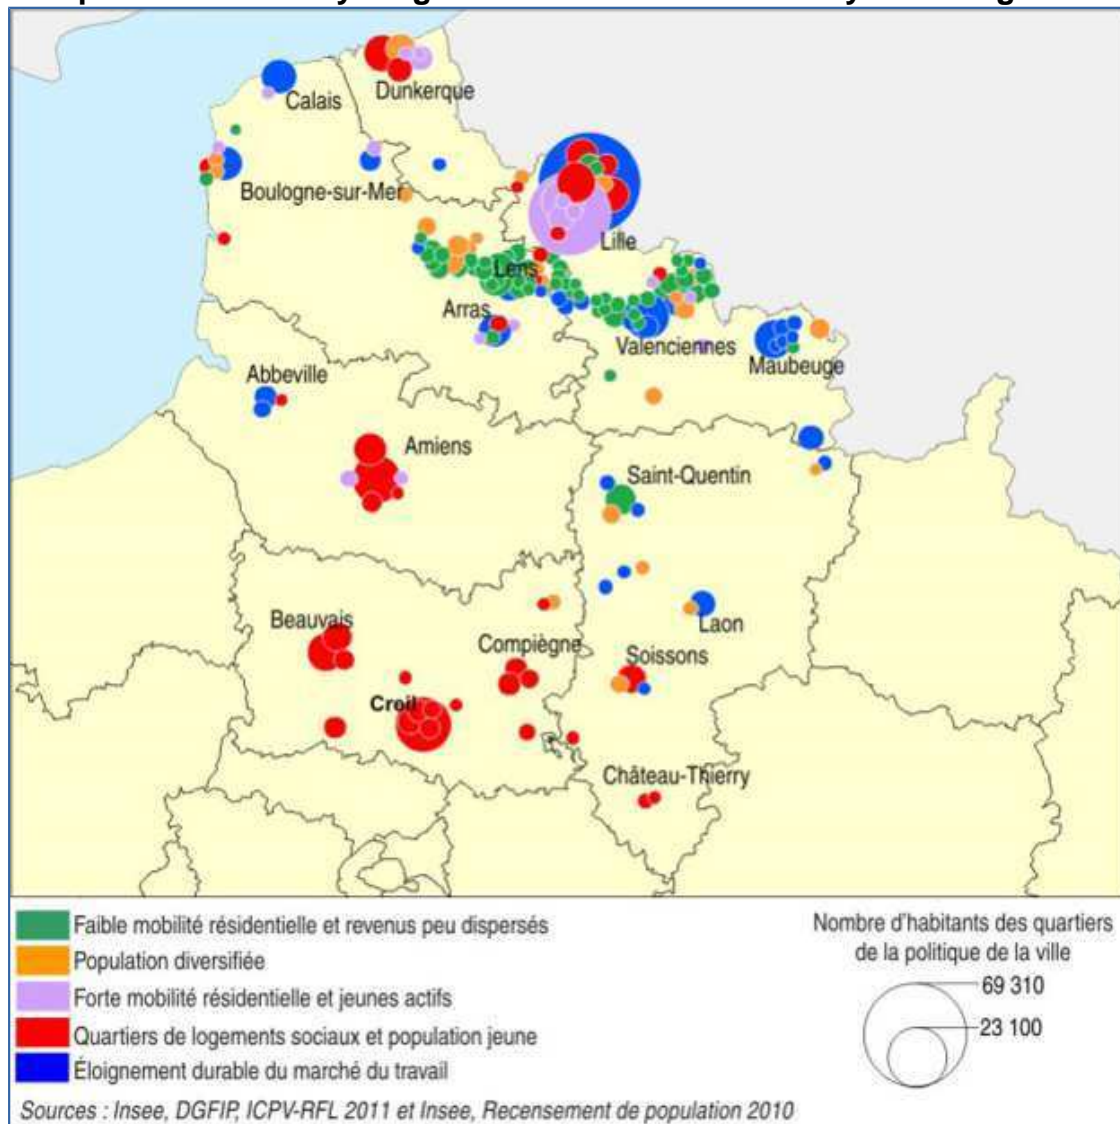 Calais
Dunkerque
Boulogne-sur-Mer
Lille
Lens
Arras
Valenciennes
Maubeuge
Abbeville
Amiens
Saint-Quentin
Beauvais
Compiègne
Laon
Soissons
Creil
Château-Thierry
Faible mobilité résidentielle et revenus peu dispersés
Population diversifiée
Forte mobilité résidentielle et jeunes actifs
Quartiers de logements sociaux et population jeune
Éloignement durable du marché du travail
Nombre d'habitants des quartiers
de la politique de la ville
69 310
23 100
Sources : Insee, DGFIP, ICPV-RFL 2011 et Insee, Recensement de population 2010